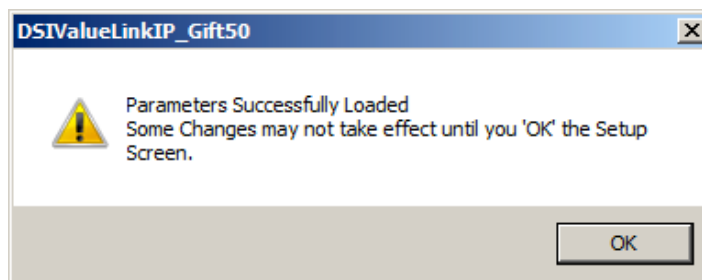 DSIValueLinkIP_Gift50
Parameters Successfully Loaded
Some Changes may not take effect until you 'OK' the Setup
Screen.
OK